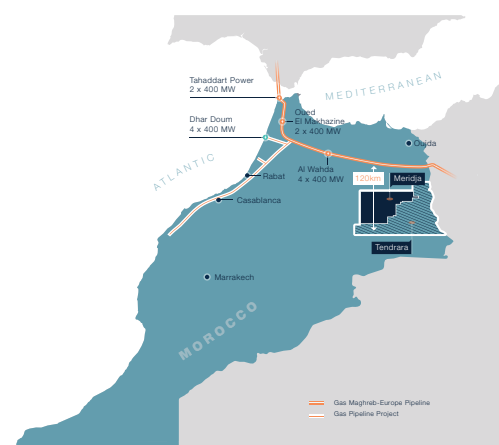 Tahaddart Power
2 x 400 MW
MEDITERRANEAN
Dhar Doum
4 x 400 MW
Oued
El Makhazine
2 x 400 MW
Oujda
ATLANTIC
Al Wahda
4 x 400 MW
120km
Meridja
Rabat
Casablanca
Tendrara
Marrakech
MOROCCO
Gas Maghreb-Europe Pipeline
Gas Pipeline Project